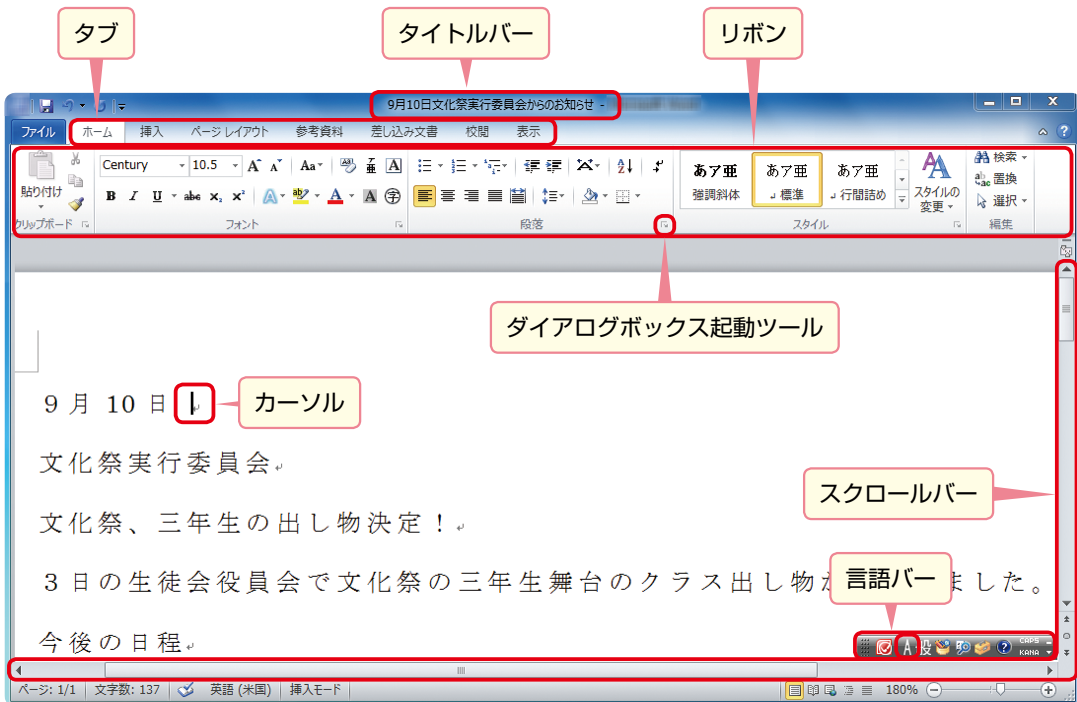 タブ
タイトルバー
リボン
9月10日文化祭実行委員会からのお知らせ -
ファイル ホーム 挿入 ページ レイアウト 参考資料 差し込み文書 校閲 表示
Century 10.5 Aa 検索
貼り付け あア亜 あア亜 あア亜 スタイルの変更 置換
B I U abc x₂ x² 強調斜体 ↲標準 ↲行間詰め 選択
クリップボード フォント 段落 スタイル 編集
ダイアログボックス起動ツール
9月10日
カーソル
文化祭実行委員会
スクロールバー
文化祭、三年生の出し物決定！
言語バー
３日の生徒会役員会で文化祭の三年生舞台のクラス出し物が ました。
今後の日程
A 般 CAPS KANA
ページ: 1/1 文字数: 137 英語 (米国) 挿入モード 180%